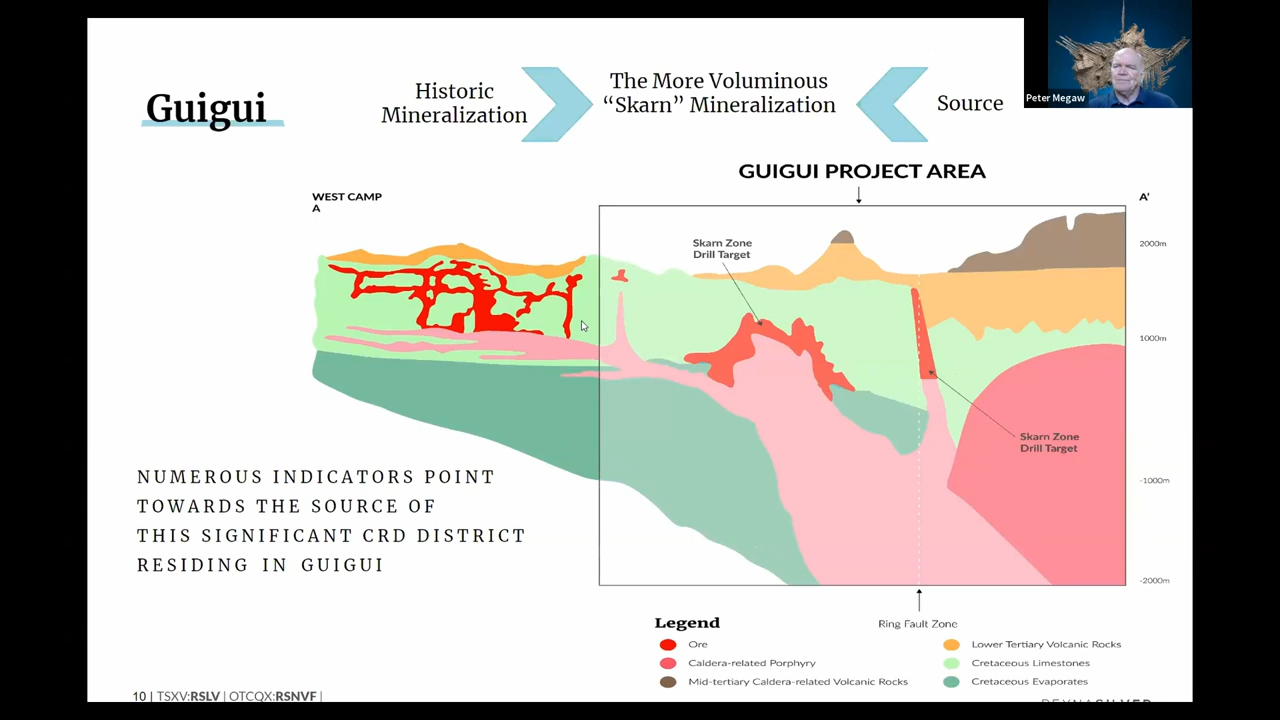 Guigui
Historic
Mineralization
The More Voluminous
“Skarn” Mineralization
Source
Peter Megaw
GUIGUI PROJECT AREA
WEST CAMP
A
A'
Skarn Zone
Drill Target
2000m
1000m
Skarn Zone
Drill Target
-1000m
-2000m
NUMEROUS INDICATORS POINT
TOWARDS THE SOURCE OF
THIS SIGNIFICANT CRD DISTRICT
RESIDING IN GUIGUI
Ring Fault Zone
Legend
Ore
Caldera-related Porphyry
Mid-tertiary Caldera-related Volcanic Rocks
Lower Tertiary Volcanic Rocks
Cretaceous Limestones
Cretaceous Evaporites
10 | TSXV:RSLV | OTCQX:RSNVF |